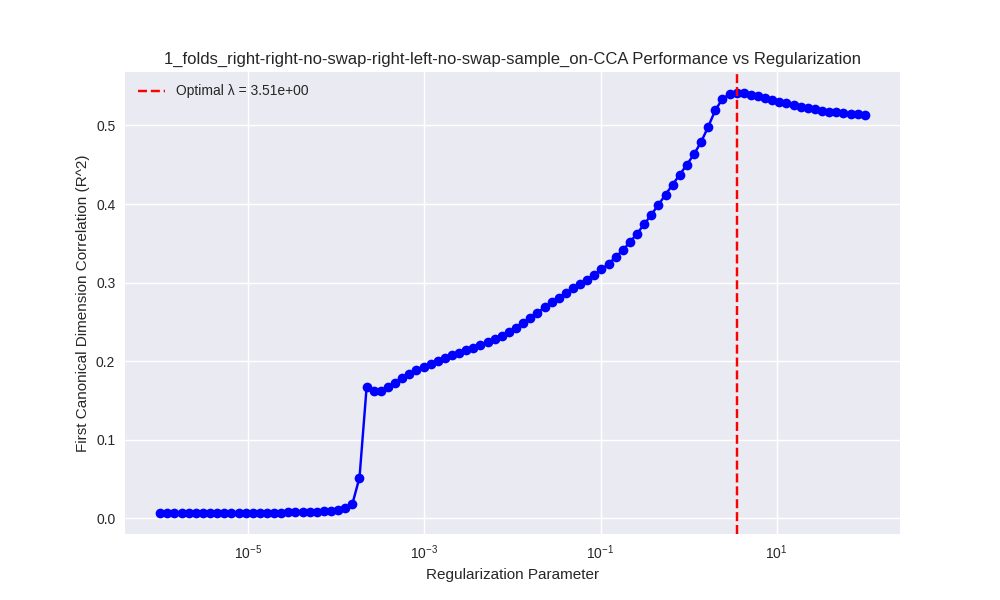 1_folds_right-right-no-swap-right-left-no-swap-sample_on-CCA Performance vs Regularization
Optimal λ = 3.51e+00
First Canonical Dimension Correlation (R^2)
0.5
0.4
0.3
0.2
0.1
0.0
10⁻⁵ 10⁻³ 10⁻¹ 10¹
Regularization Parameter